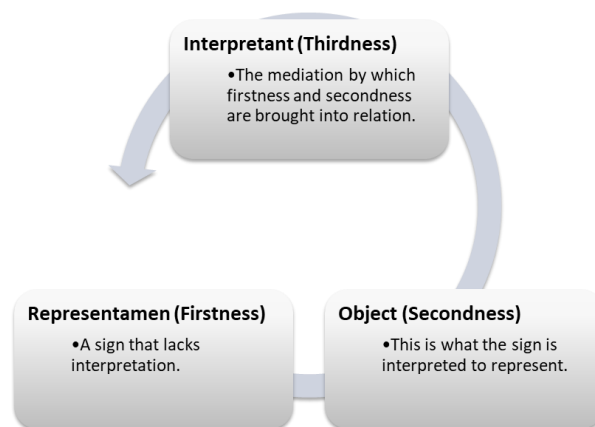 Interpretant (Thirdness)
•The mediation by which
firstness and secondness
are brought into relation.
Representamen (Firstness)
•A sign that lacks
interpretation.
Object (Secondness)
•This is what the sign is
interpreted to represent.